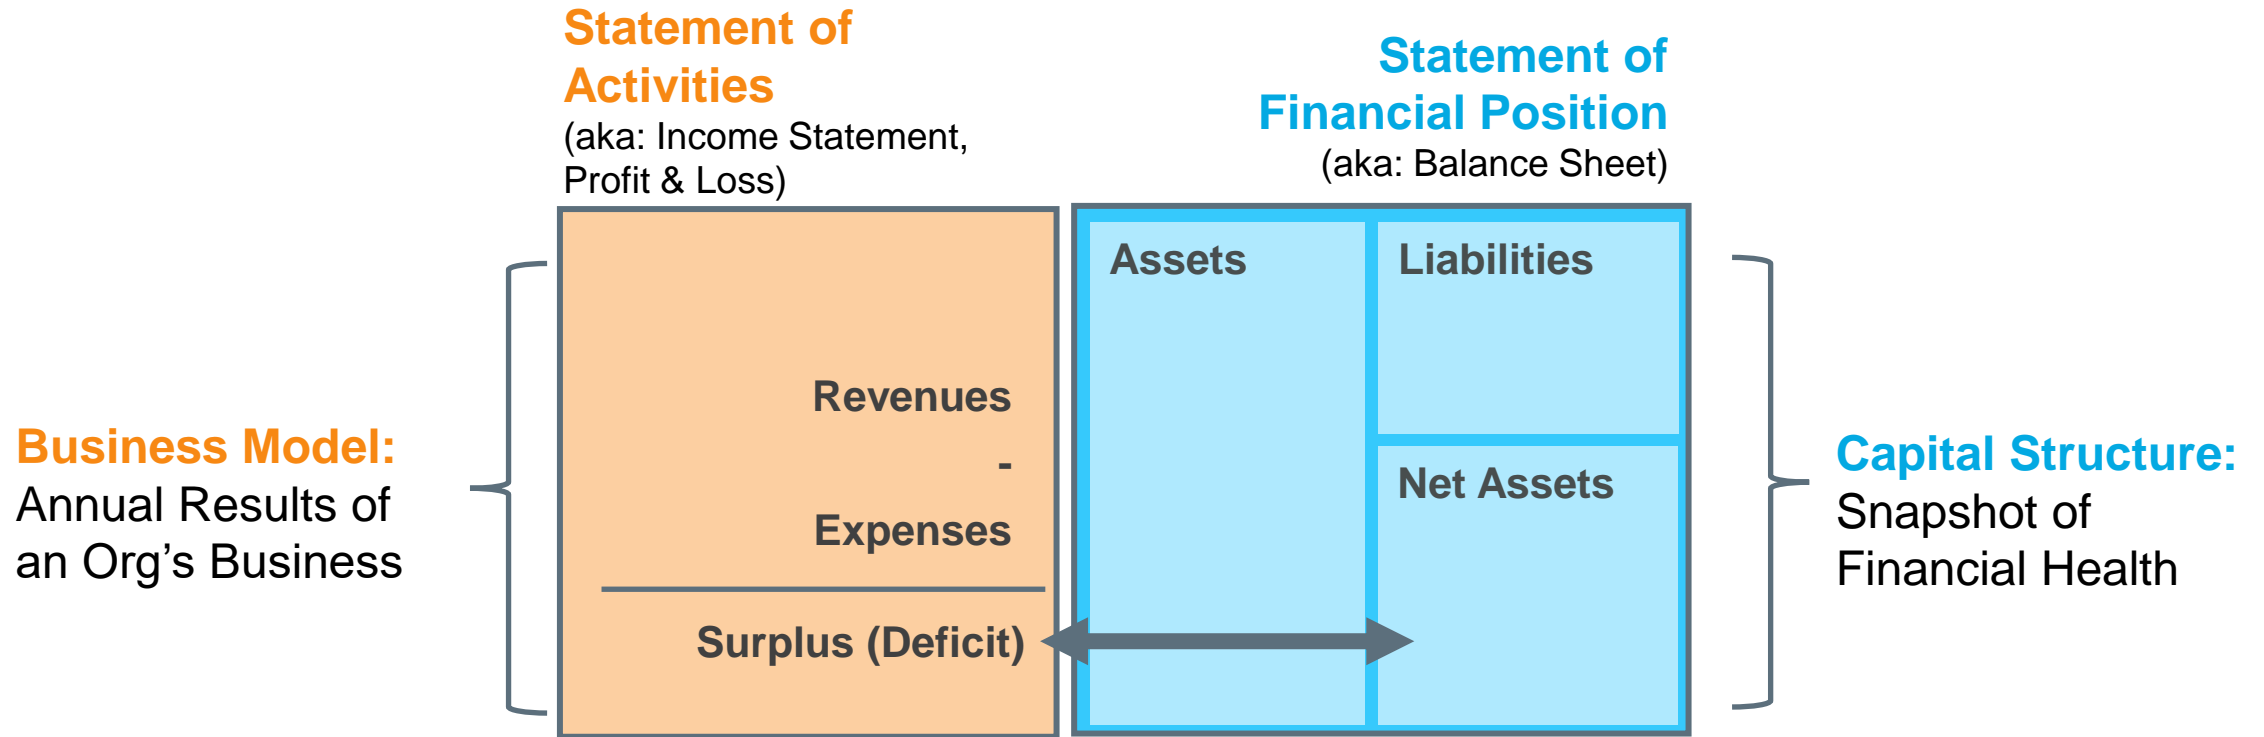 Statement of
Activities
(aka: Income Statement,
Profit & Loss)
Statement of
Financial Position
(aka: Balance Sheet)
Business Model:
Annual Results of
an Org's Business
Revenues
-
Expenses
Surplus (Deficit)
Assets
Liabilities
Net Assets
Capital Structure:
Snapshot of
Financial Health